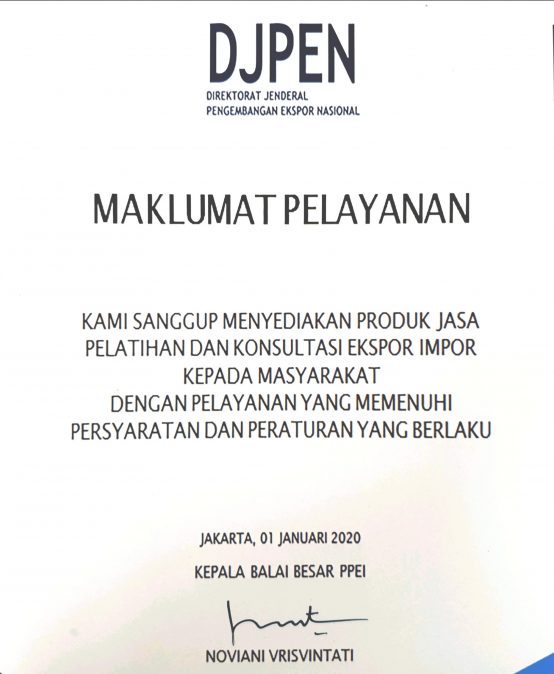 DJPEN
DIREKTORAT JENDERAL
PENGEMBANGAN EKSPOR NASIONAL
MAKLUMAT PELAYANAN
KAMI SANGGUP MENYEDIAKAN PRODUK JASA
PELATIHAN DAN KONSULTASI EKSPOR IMPOR
KEPADA MASYARAKAT
DENGAN PELAYANAN YANG MEMENUHI
PERSYARATAN DAN PERATURAN YANG BERLAKU
JAKARTA, 01 JANUARI 2020
KEPALA BALAI BESAR PPEI
NOVIANI VRISVINTATI